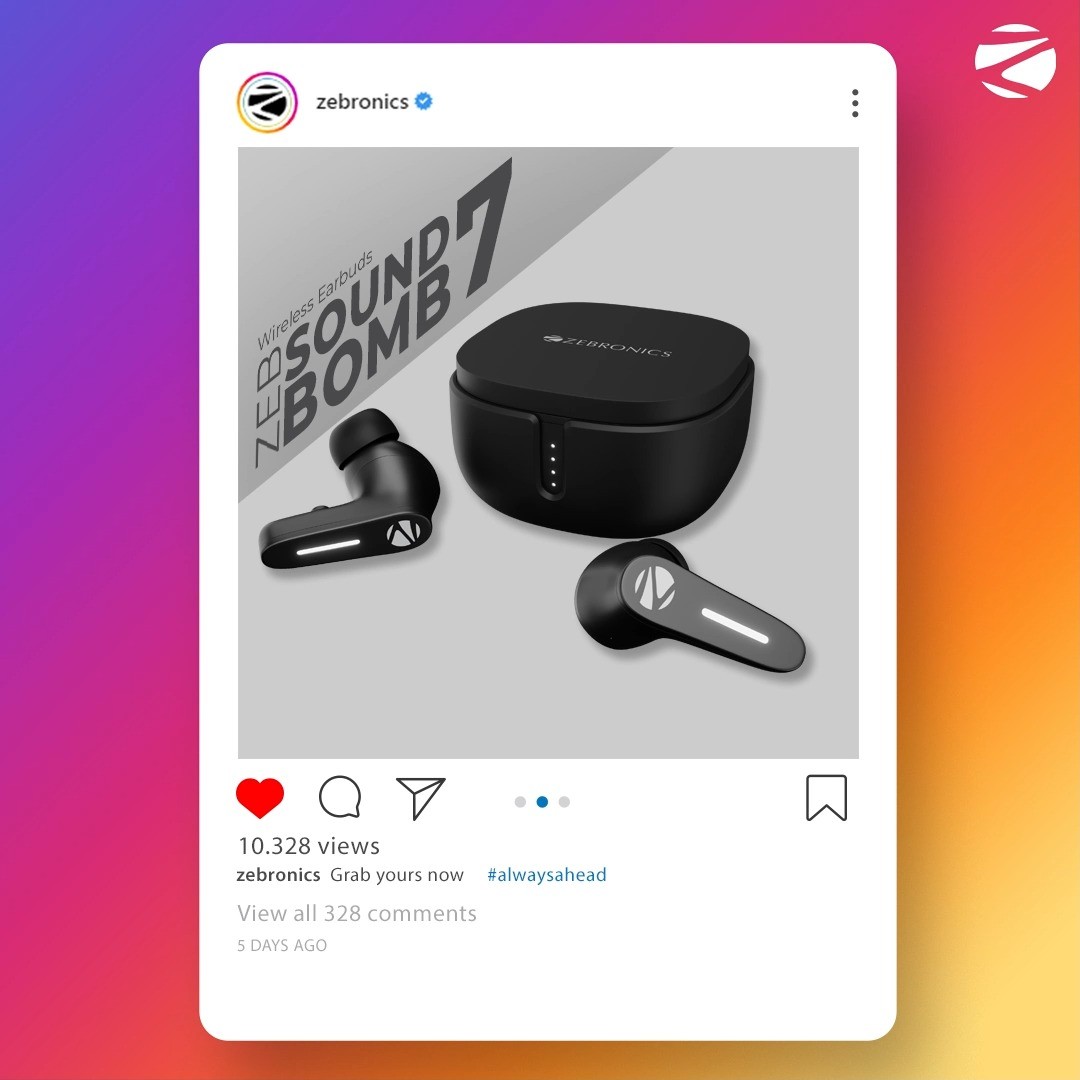 zebronics
Wireless Earbuds
ZEB
SOUND
BOMB
7
ZEBRONICS
10.328 views
zebronics Grab yours now #alwaysahead
View all 328 comments
5 DAYS AGO